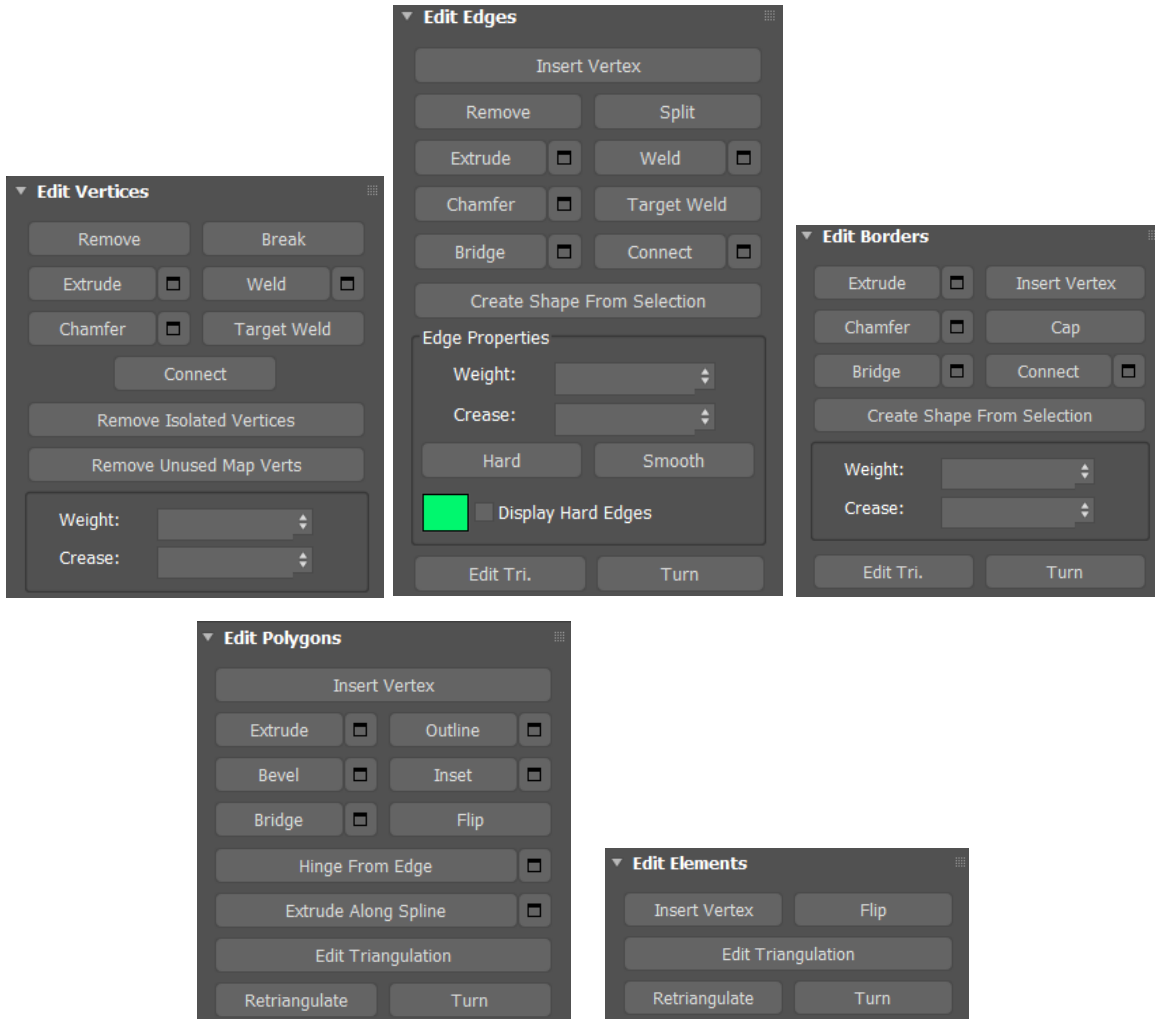 Edit Vertices
Remove Break
Extrude Weld
Chamfer Target Weld
Connect
Remove Isolated Vertices
Remove Unused Map Verts
Weight:
Crease:
Edit Edges
Insert Vertex
Remove Split
Extrude Weld
Chamfer Target Weld
Bridge Connect
Create Shape From Selection
Edge Properties
Weight:
Crease:
Hard Smooth
Display Hard Edges
Edit Tri. Turn
Edit Borders
Extrude Insert Vertex
Chamfer Cap
Bridge Connect
Create Shape From Selection
Weight:
Crease:
Edit Tri. Turn
Edit Polygons
Insert Vertex
Extrude Outline
Bevel Inset
Bridge Flip
Hinge From Edge
Extrude Along Spline
Edit Triangulation
Retriangulate Turn
Edit Elements
Insert Vertex Flip
Edit Triangulation
Retriangulate Turn